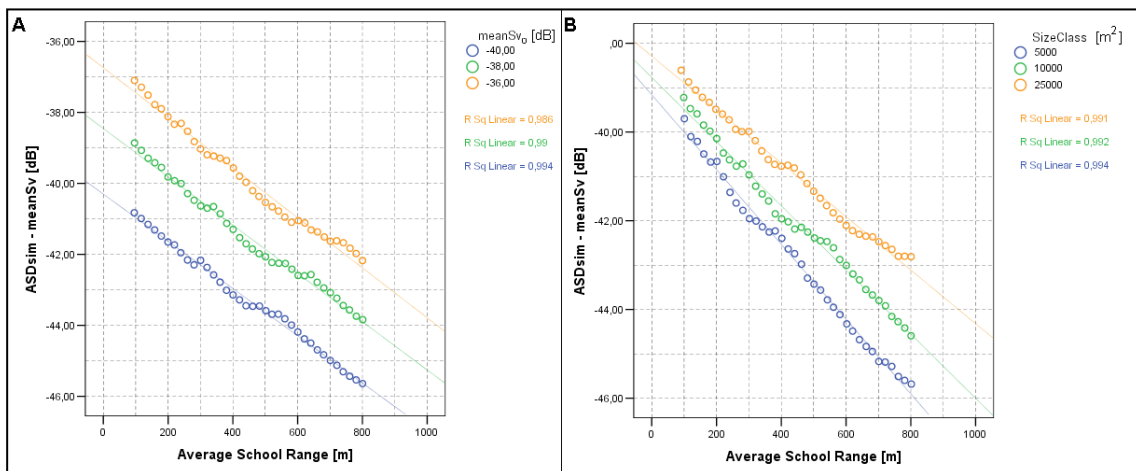 A
meanSv₀ [dB]
-40,00
-38,00
-36,00
R Sq Linear = 0,986
R Sq Linear = 0,99
R Sq Linear = 0,994
ASDsim - meanSv [dB]
-36,00
-38,00
-40,00
-42,00
-44,00
-46,00
0 200 400 600 800 1000
Average School Range [m]
B
SizeClass [m²]
5000
10000
25000
R Sq Linear = 0,991
R Sq Linear = 0,992
R Sq Linear = 0,994
ASDsim - meanSv [dB]
,00
-40,00
-42,00
-44,00
-46,00
0 200 400 600 800 1000
Average School Range [m]